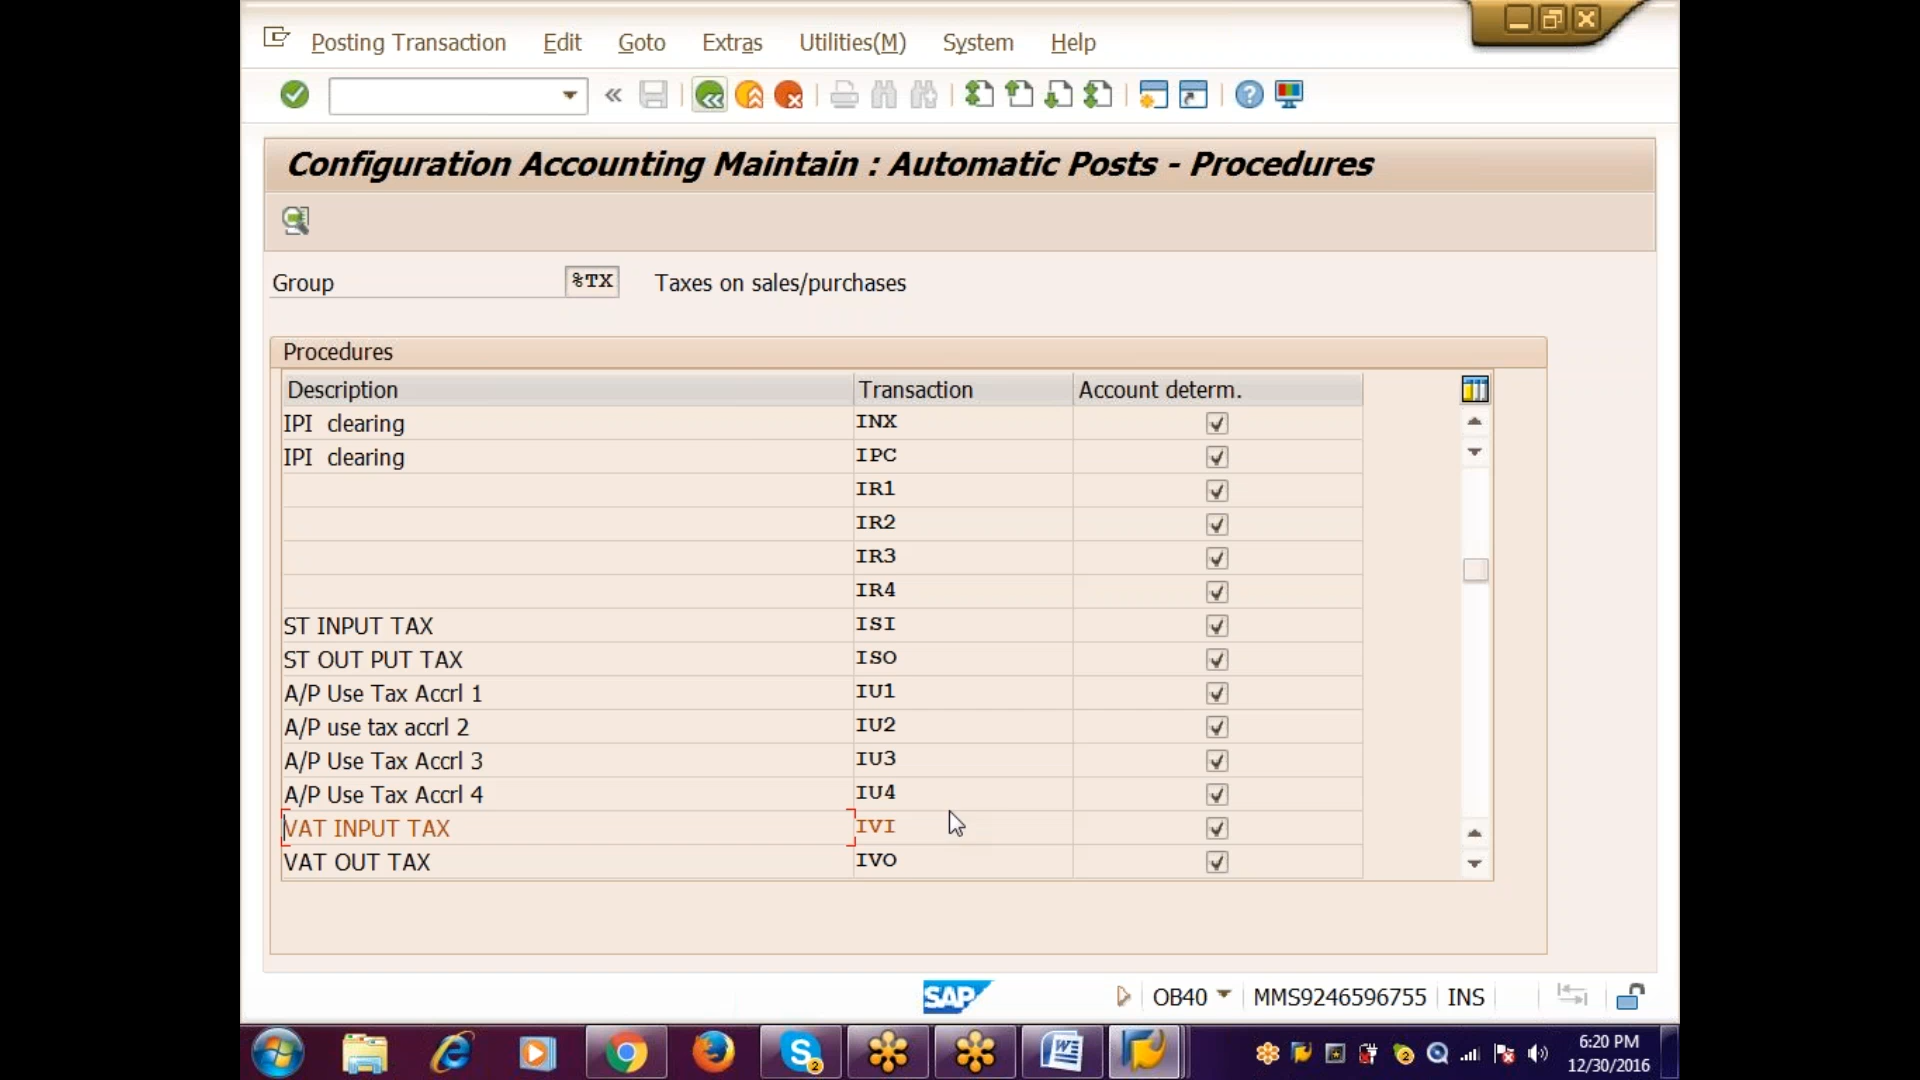 Posting Transaction Edit Goto Extras Utilities(M) System Help
Configuration Accounting Maintain : Automatic Posts - Procedures
Group %TX Taxes on sales/purchases
Procedures
Description Transaction Account determ.
IPI clearing INX
IPI clearing IPC
IR1
IR2
IR3
IR4
ST INPUT TAX ISI
ST OUT PUT TAX ISO
A/P Use Tax Accrl 1 IU1
A/P use tax accrl 2 IU2
A/P Use Tax Accrl 3 IU3
A/P Use Tax Accrl 4 IU4
VAT INPUT TAX IVI
VAT OUT TAX IVO
SAP OB40 MMS9246596755 INS
6:20 PM
12/30/2016